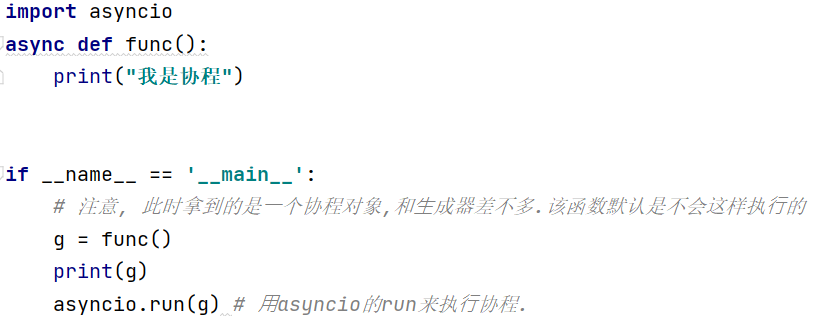 import asyncio
async def func():
    print("我是协程")
if __name__ == '__main__':
    # 注意, 此时拿到的是一个协程对象,和生成器差不多.该函数默认是不会这样执行的
    g = func()
    print(g)
    asyncio.run(g) # 用asyncio的run来执行协程.